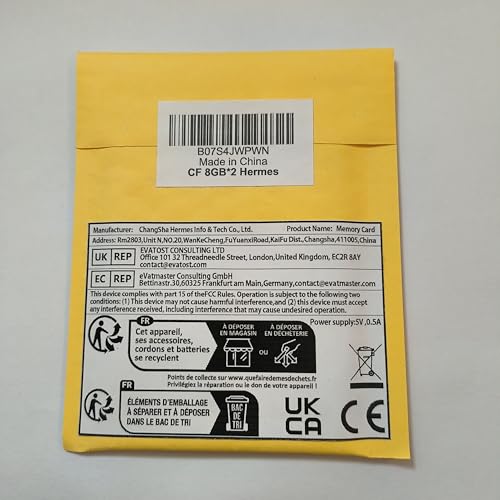 B07S4JWPWN
Made in China
CF 8GB*2 Hermes
Manufacturer: ChangSha Hermes Info & Tech Co., Ltd. Product Name: Memory Card
Address: Rm2803,Unit N,NO,20,WanKeCheng,FuYuanxiRoad,KaiFu Dist.,Changsha,411005,China
UK REP EVATOST CONSULTING LTD
Office 101 32 Threadneedle Street, London,United Kingdom, EC2R 8AY
contact@evatost.com
EC REP eVatmaster Consulting GmbH
Bettinastr.30,60325 Frankfurt am Main, Germany,contact@evatmaster.com
This device complies with part 15 of theFCC Rules. Operation is subject to the following two
conditions: (1) This device may not cause harmful interference,and (2) this device must accept
any interference received, including interference that may cause undesired operation.
Power supply:5V ,0.5A
FR
Cet appareil,
ses accessoires,
cordons et batteries
se recyclent
À DÉPOSER
EN MAGASIN
OU
À DÉPOSER
EN DÉCHÈTERIE
Points de collecte sur www.quefairedemesdechets.fr
Privilégiez la réparation ou le don de votre appareil !
FR
ÉLÉMENTS D'EMBALLAGE
À SÉPARER ET À DÉPOSER
DANS LE BAC DE TRI
BAC
DE
TRI
UK
CA
CE